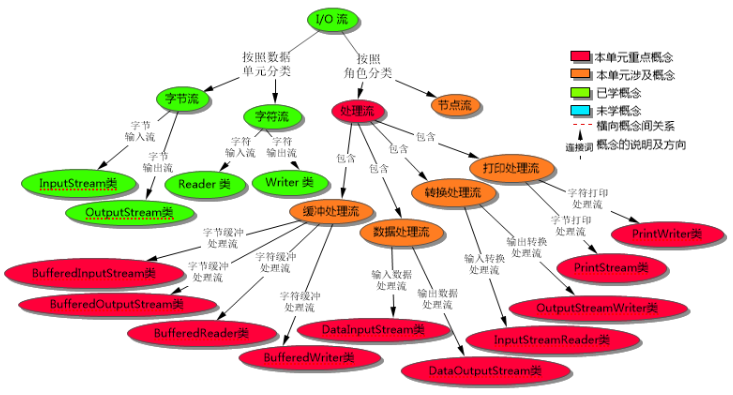 I/O 流
按照数据
单元分类
按照
角色分类
字节流
字符流
处理流
节点流
本单元重点概念
本单元涉及概念
已学概念
未学概念
横向概念间关系
连接词
概念的说明及方向
字节
输入流
字节
输出流
字符
输入流
字符
输出流
包含
包含
包含
包含
InputStream类
OutputStream类
Reader 类
Writer 类
缓冲处理流
数据处理流
转换处理流
打印处理流
字节缓冲
处理流
字节缓冲
处理流
字符缓冲
处理流
字符缓冲
处理流
输入数据
处理流
输出数据
处理流
输入转换
处理流
输出转换
处理流
字节打印
处理流
字符打印
处理流
BufferedInputStream类
BufferedOutputStream类
BufferedReader类
BufferedWriter类
DataInputStream类
DataOutputStream类
InputStreamReader类
OutputStreamWriter类
PrintStream类
PrintWriter类